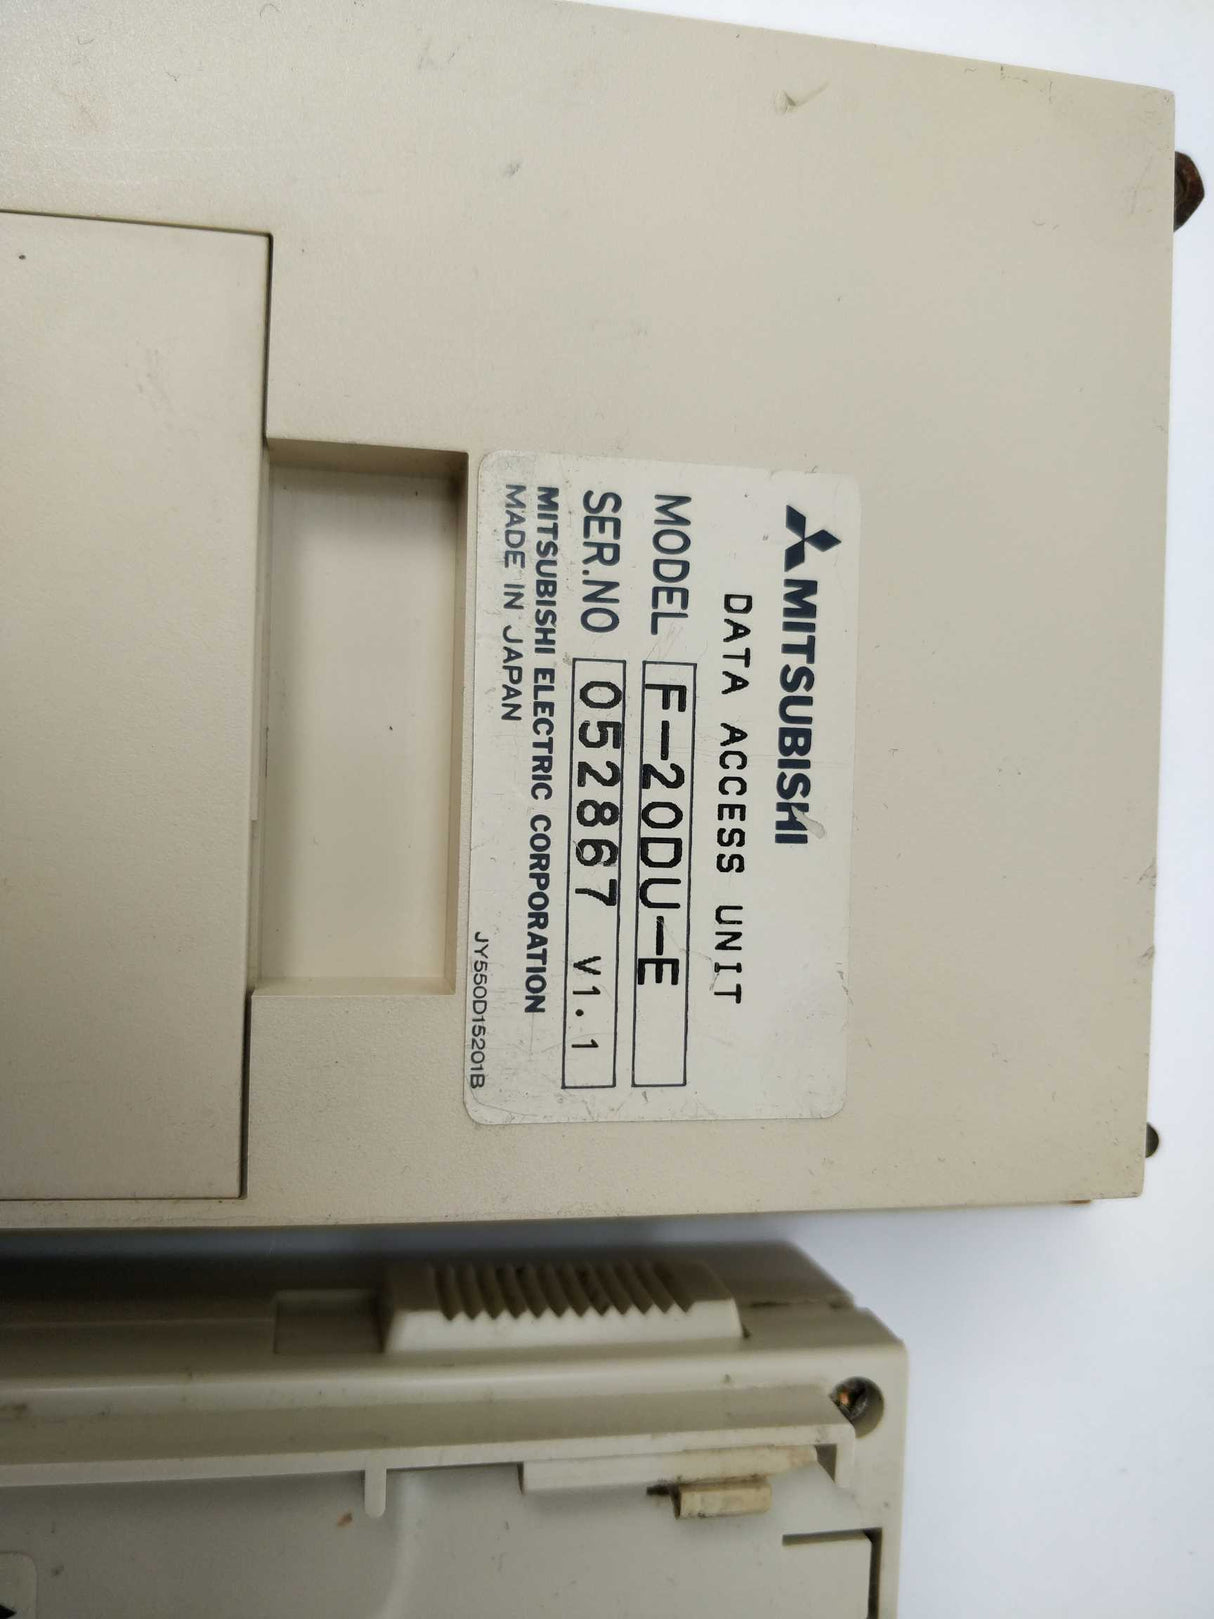 MITSUBISHI
DATA ACCESS UNIT
MODEL F-20DU-E
SER.NO 052867 V1.1
MITSUBISHI ELECTRIC CORPORATION
MADE IN JAPAN
JY550D15201B